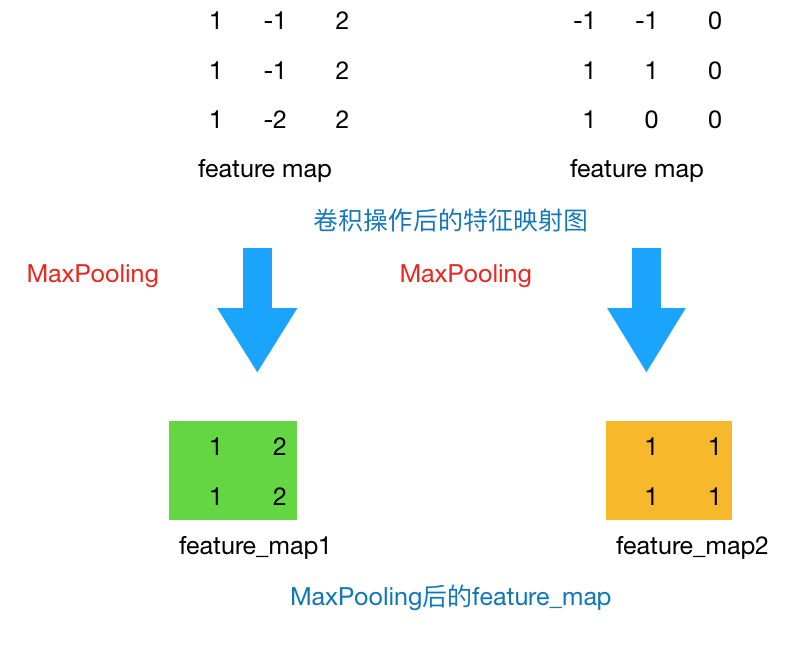 1 -1 2 -1 -1 0
1 -1 2 1 1 0
1 -2 2 1 0 0
feature map feature map
卷积操作后的特征映射图
MaxPooling MaxPooling
1 2 1 1
1 2 1 1
feature_map1 feature_map2
MaxPooling后的feature_map